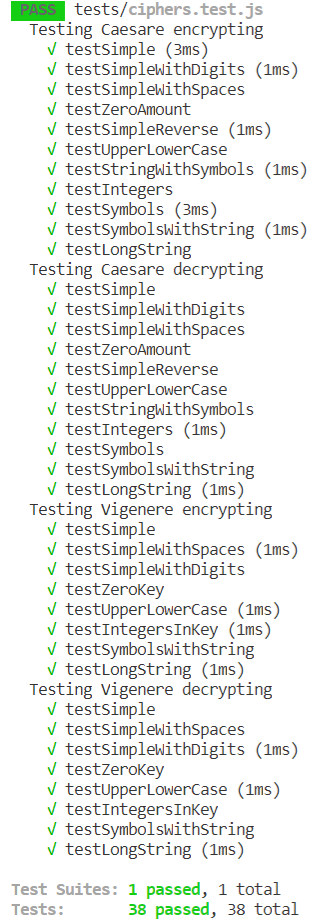 PASS tests/ciphers.test.js
Testing Caesare encrypting
√ testSimple (3ms)
√ testSimpleWithDigits (1ms)
√ testSimpleWithSpaces
√ testZeroAmount
√ testSimpleReverse (1ms)
√ testUpperLowerCase
√ testStringWithSymbols (1ms)
√ testIntegers
√ testSymbols (3ms)
√ testSymbolsWithString (1ms)
√ testLongString
Testing Caesare decrypting
√ testSimple
√ testSimpleWithDigits
√ testSimpleWithSpaces
√ testZeroAmount
√ testSimpleReverse
√ testUpperLowerCase
√ testStringWithSymbols
√ testIntegers (1ms)
√ testSymbols
√ testSymbolsWithString
√ testLongString (1ms)
Testing Vigenere encrypting
√ testSimple
√ testSimpleWithSpaces (1ms)
√ testSimpleWithDigits
√ testZeroKey
√ testUpperLowerCase (1ms)
√ testIntegersInKey (1ms)
√ testSymbolsWithString
√ testLongString (1ms)
Testing Vigenere decrypting
√ testSimple
√ testSimpleWithSpaces
√ testSimpleWithDigits (1ms)
√ testZeroKey
√ testUpperLowerCase (1ms)
√ testIntegersInKey
√ testSymbolsWithString
√ testLongString (1ms)
Test Suites: 1 passed, 1 total
Tests: 38 passed, 38 total